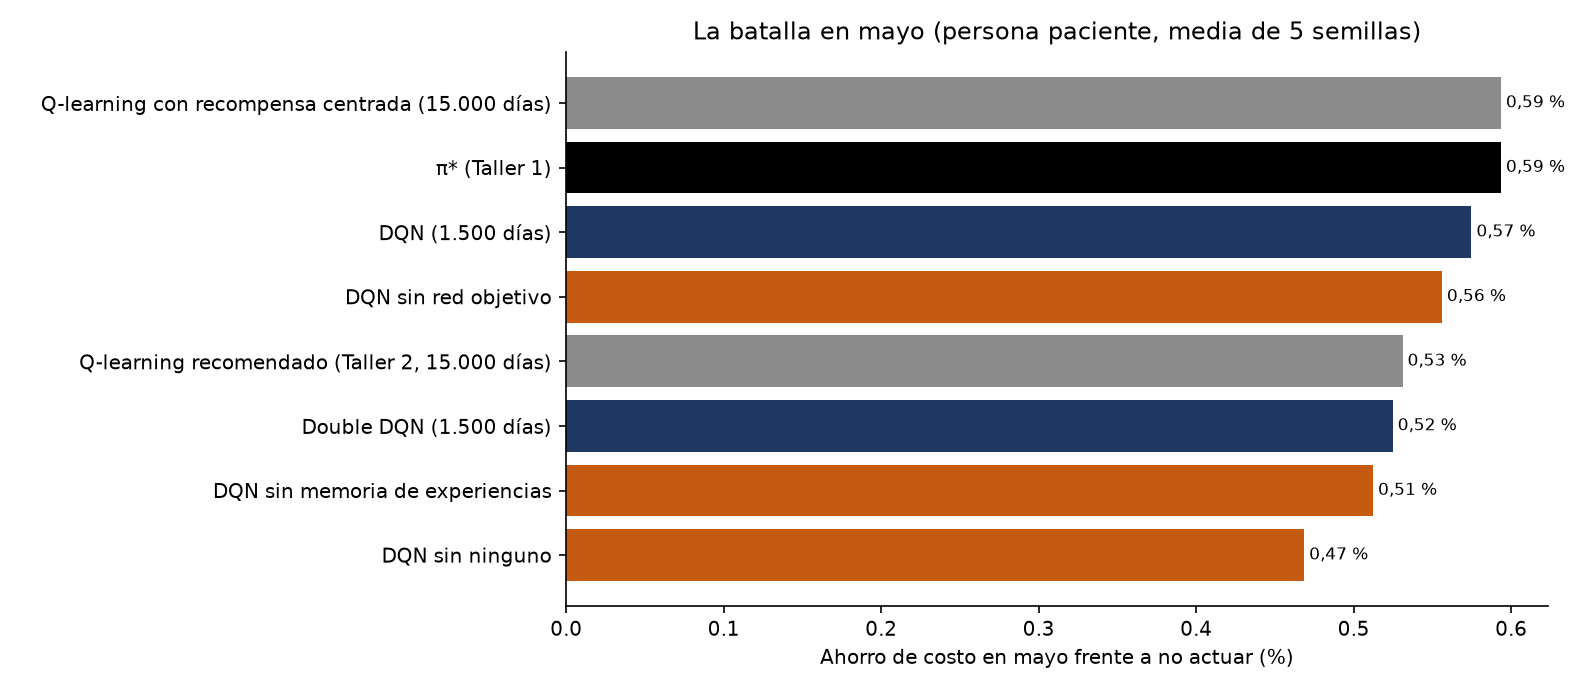 La batalla en mayo (persona paciente, media de 5 semillas)
Q-learning con recompensa centrada (15.000 días)
0,59 %
π* (Taller 1)
0,59 %
DQN (1.500 días)
0,57 %
DQN sin red objetivo
0,56 %
Q-learning recomendado (Taller 2, 15.000 días)
0,53 %
Double DQN (1.500 días)
0,52 %
DQN sin memoria de experiencias
0,51 %
DQN sin ninguno
0,47 %
0.0 0.1 0.2 0.3 0.4 0.5 0.6
Ahorro de costo en mayo frente a no actuar (%)